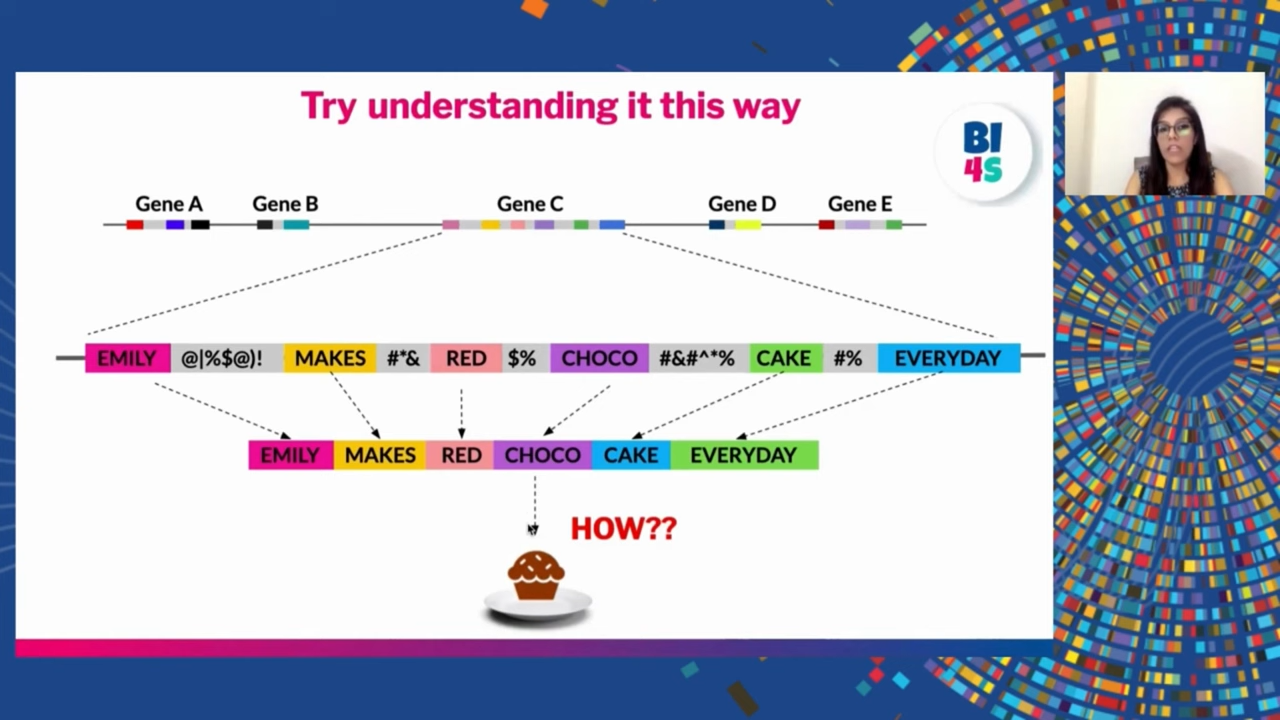 Try understanding it this way
BI
4S
Gene A Gene B Gene C Gene D Gene E
EMILY @|%$@)! MAKES #*& RED $% CHOCO #&#^*% CAKE #% EVERYDAY
EMILY MAKES RED CHOCO CAKE EVERYDAY
HOW??